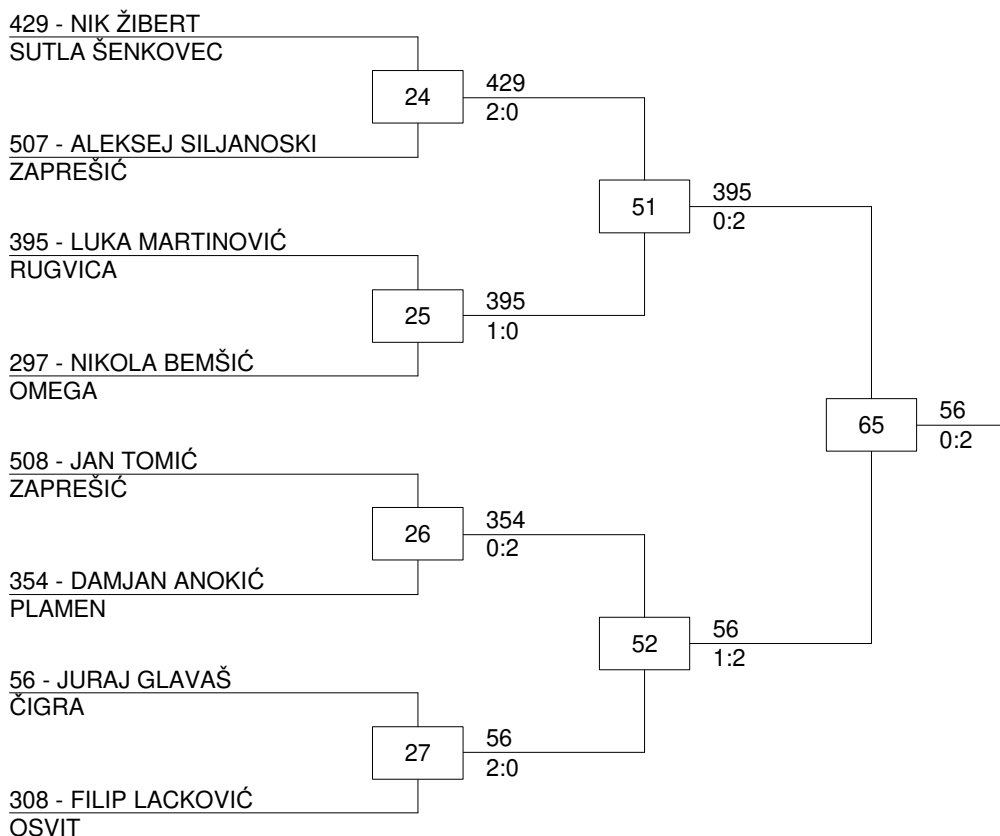 429 - NIK ŽIBERT
SUTLA ŠENKOVEC
24
429
2:0
507 - ALEKSEJ SILJANOSKI
ZAPREŠIĆ
51
395
0:2
395 - LUKA MARTINOVIĆ
RUGVICA
25
395
1:0
297 - NIKOLA BEMŠIĆ
OMEGA
65
56
0:2
508 - JAN TOMIĆ
ZAPREŠIĆ
26
354
0:2
354 - DAMJAN ANOKIĆ
PLAMEN
52
56
1:2
56 - JURAJ GLAVAŠ
ČIGRA
27
56
2:0
308 - FILIP LACKOVIĆ
OSVIT